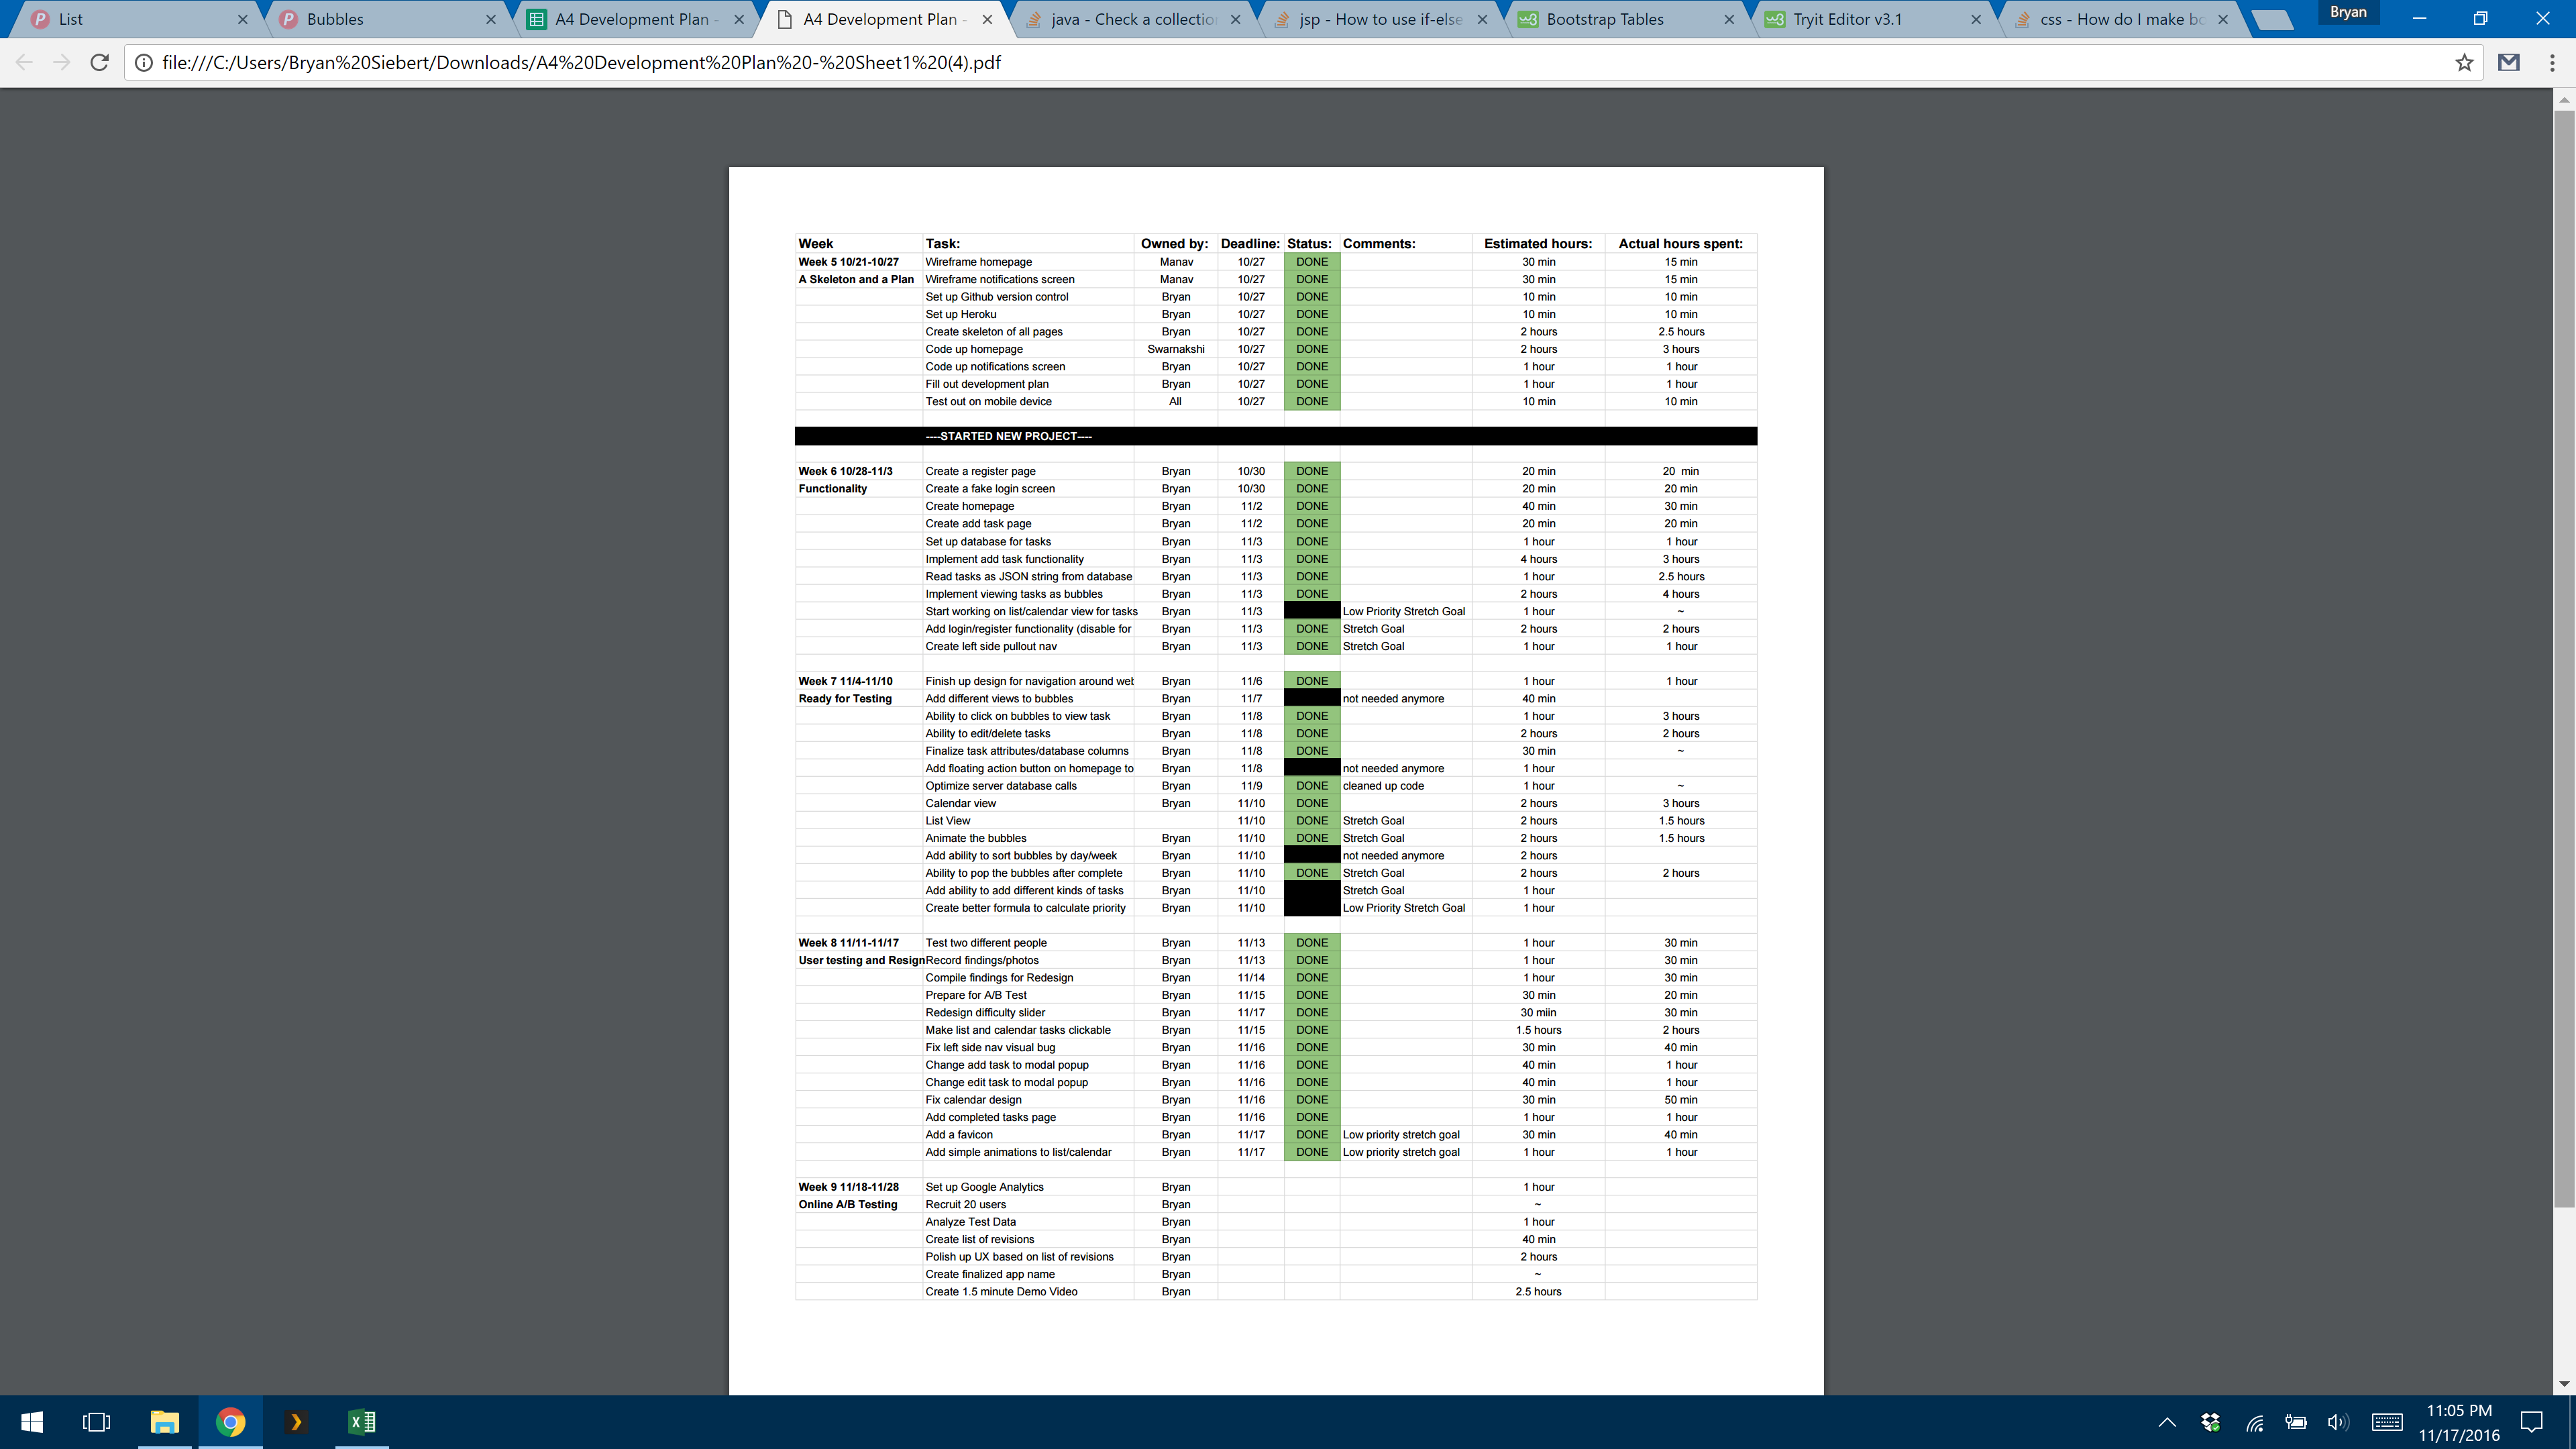 List
Bubbles
A4 Development Plan -
A4 Development Plan -
java - Check a collection
jsp - How to use if-else
Bootstrap Tables
Tryit Editor v3.1
css - How do I make bo
Bryan
file:///C:/Users/Bryan%20Siebert/Downloads/A4%20Development%20Plan%20-%20Sheet1%20(4).pdf
Week Task: Owned by: Deadline: Status: Comments: Estimated hours: Actual hours spent:
Week 5 10/21-10/27 Wireframe homepage Manav 10/27 DONE 30 min 15 min
A Skeleton and a Plan Wireframe notifications screen Manav 10/27 DONE 30 min 15 min
Set up Github version control Bryan 10/27 DONE 10 min 10 min
Set up Heroku Bryan 10/27 DONE 10 min 10 min
Create skeleton of all pages Bryan 10/27 DONE 2 hours 2.5 hours
Code up homepage Swarnakshi 10/27 DONE 2 hours 3 hours
Code up notifications screen Bryan 10/27 DONE 1 hour 1 hour
Fill out development plan Bryan 10/27 DONE 1 hour 1 hour
Test out on mobile device All 10/27 DONE 10 min 10 min
----STARTED NEW PROJECT----
Week 6 10/28-11/3 Create a register page Bryan 10/30 DONE 20 min 20 min
Functionality Create a fake login screen Bryan 10/30 DONE 20 min 20 min
Create homepage Bryan 11/2 DONE 40 min 30 min
Create add task page Bryan 11/2 DONE 20 min 20 min
Set up database for tasks Bryan 11/3 DONE 1 hour 1 hour
Implement add task functionality Bryan 11/3 DONE 4 hours 3 hours
Read tasks as JSON string from database Bryan 11/3 DONE 1 hour 2.5 hours
Implement viewing tasks as bubbles Bryan 11/3 DONE 2 hours 4 hours
Start working on list/calendar view for tasks Bryan 11/3 Low Priority Stretch Goal 1 hour ~
Add login/register functionality (disable for Bryan 11/3 DONE Stretch Goal 2 hours 2 hours
Create left side pullout nav Bryan 11/3 DONE Stretch Goal 1 hour 1 hour
Week 7 11/4-11/10 Finish up design for navigation around web Bryan 11/6 DONE 1 hour 1 hour
Ready for Testing Add different views to bubbles Bryan 11/7 not needed anymore 40 min
Ability to click on bubbles to view task Bryan 11/8 DONE 1 hour 3 hours
Ability to edit/delete tasks Bryan 11/8 DONE 2 hours 2 hours
Finalize task attributes/database columns Bryan 11/8 DONE 30 min ~
Add floating action button on homepage to Bryan 11/8 not needed anymore 1 hour
Optimize server database calls Bryan 11/9 DONE cleaned up code 1 hour ~
Calendar view Bryan 11/10 DONE 2 hours 3 hours
List View 11/10 DONE Stretch Goal 2 hours 1.5 hours
Animate the bubbles Bryan 11/10 DONE Stretch Goal 2 hours 1.5 hours
Add ability to sort bubbles by day/week Bryan 11/10 not needed anymore 2 hours
Ability to pop the bubbles after complete Bryan 11/10 DONE Stretch Goal 2 hours 2 hours
Add ability to add different kinds of tasks Bryan 11/10 Stretch Goal 1 hour
Create better formula to calculate priority Bryan 11/10 Low Priority Stretch Goal 1 hour
Week 8 11/11-11/17 Test two different people Bryan 11/13 DONE 1 hour 30 min
User testing and Resign Record findings/photos Bryan 11/13 DONE 1 hour 30 min
Compile findings for Redesign Bryan 11/14 DONE 1 hour 30 min
Prepare for A/B Test Bryan 11/15 DONE 30 min 20 min
Redesign difficulty slider Bryan 11/17 DONE 30 miin 30 min
Make list and calendar tasks clickable Bryan 11/15 DONE 1.5 hours 2 hours
Fix left side nav visual bug Bryan 11/16 DONE 30 min 40 min
Change add task to modal popup Bryan 11/16 DONE 40 min 1 hour
Change edit task to modal popup Bryan 11/16 DONE 40 min 1 hour
Fix calendar design Bryan 11/16 DONE 30 min 50 min
Add completed tasks page Bryan 11/16 DONE 1 hour 1 hour
Add a favicon Bryan 11/17 DONE Low priority stretch goal 30 min 40 min
Add simple animations to list/calendar Bryan 11/17 DONE Low priority stretch goal 1 hour 1 hour
Week 9 11/18-11/28 Set up Google Analytics Bryan 1 hour
Online A/B Testing Recruit 20 users Bryan ~
Analyze Test Data Bryan 1 hour
Create list of revisions Bryan 40 min
Polish up UX based on list of revisions Bryan 2 hours
Create finalized app name Bryan ~
Create 1.5 minute Demo Video Bryan 2.5 hours
11:05 PM
11/17/2016